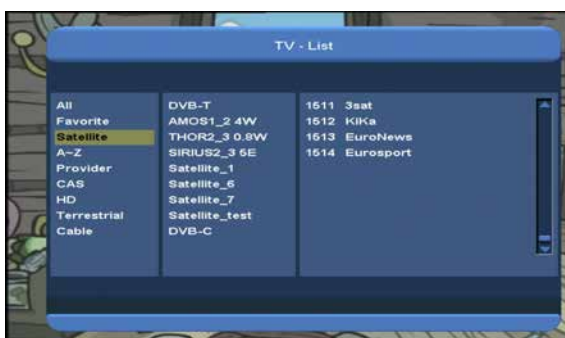 TV - List
All
Favorite
Satellite
A~Z
Provider
CAS
HD
Terrestrial
Cable
DVB-T
AMOS1_2 4W
THOR2_3 0.8W
SIRIUS2_3 5E
Satellite_1
Satellite_6
Satellite_7
Satellite_test
DVB-C
1511 3sat
1512 KiKa
1513 EuroNews
1514 Eurosport